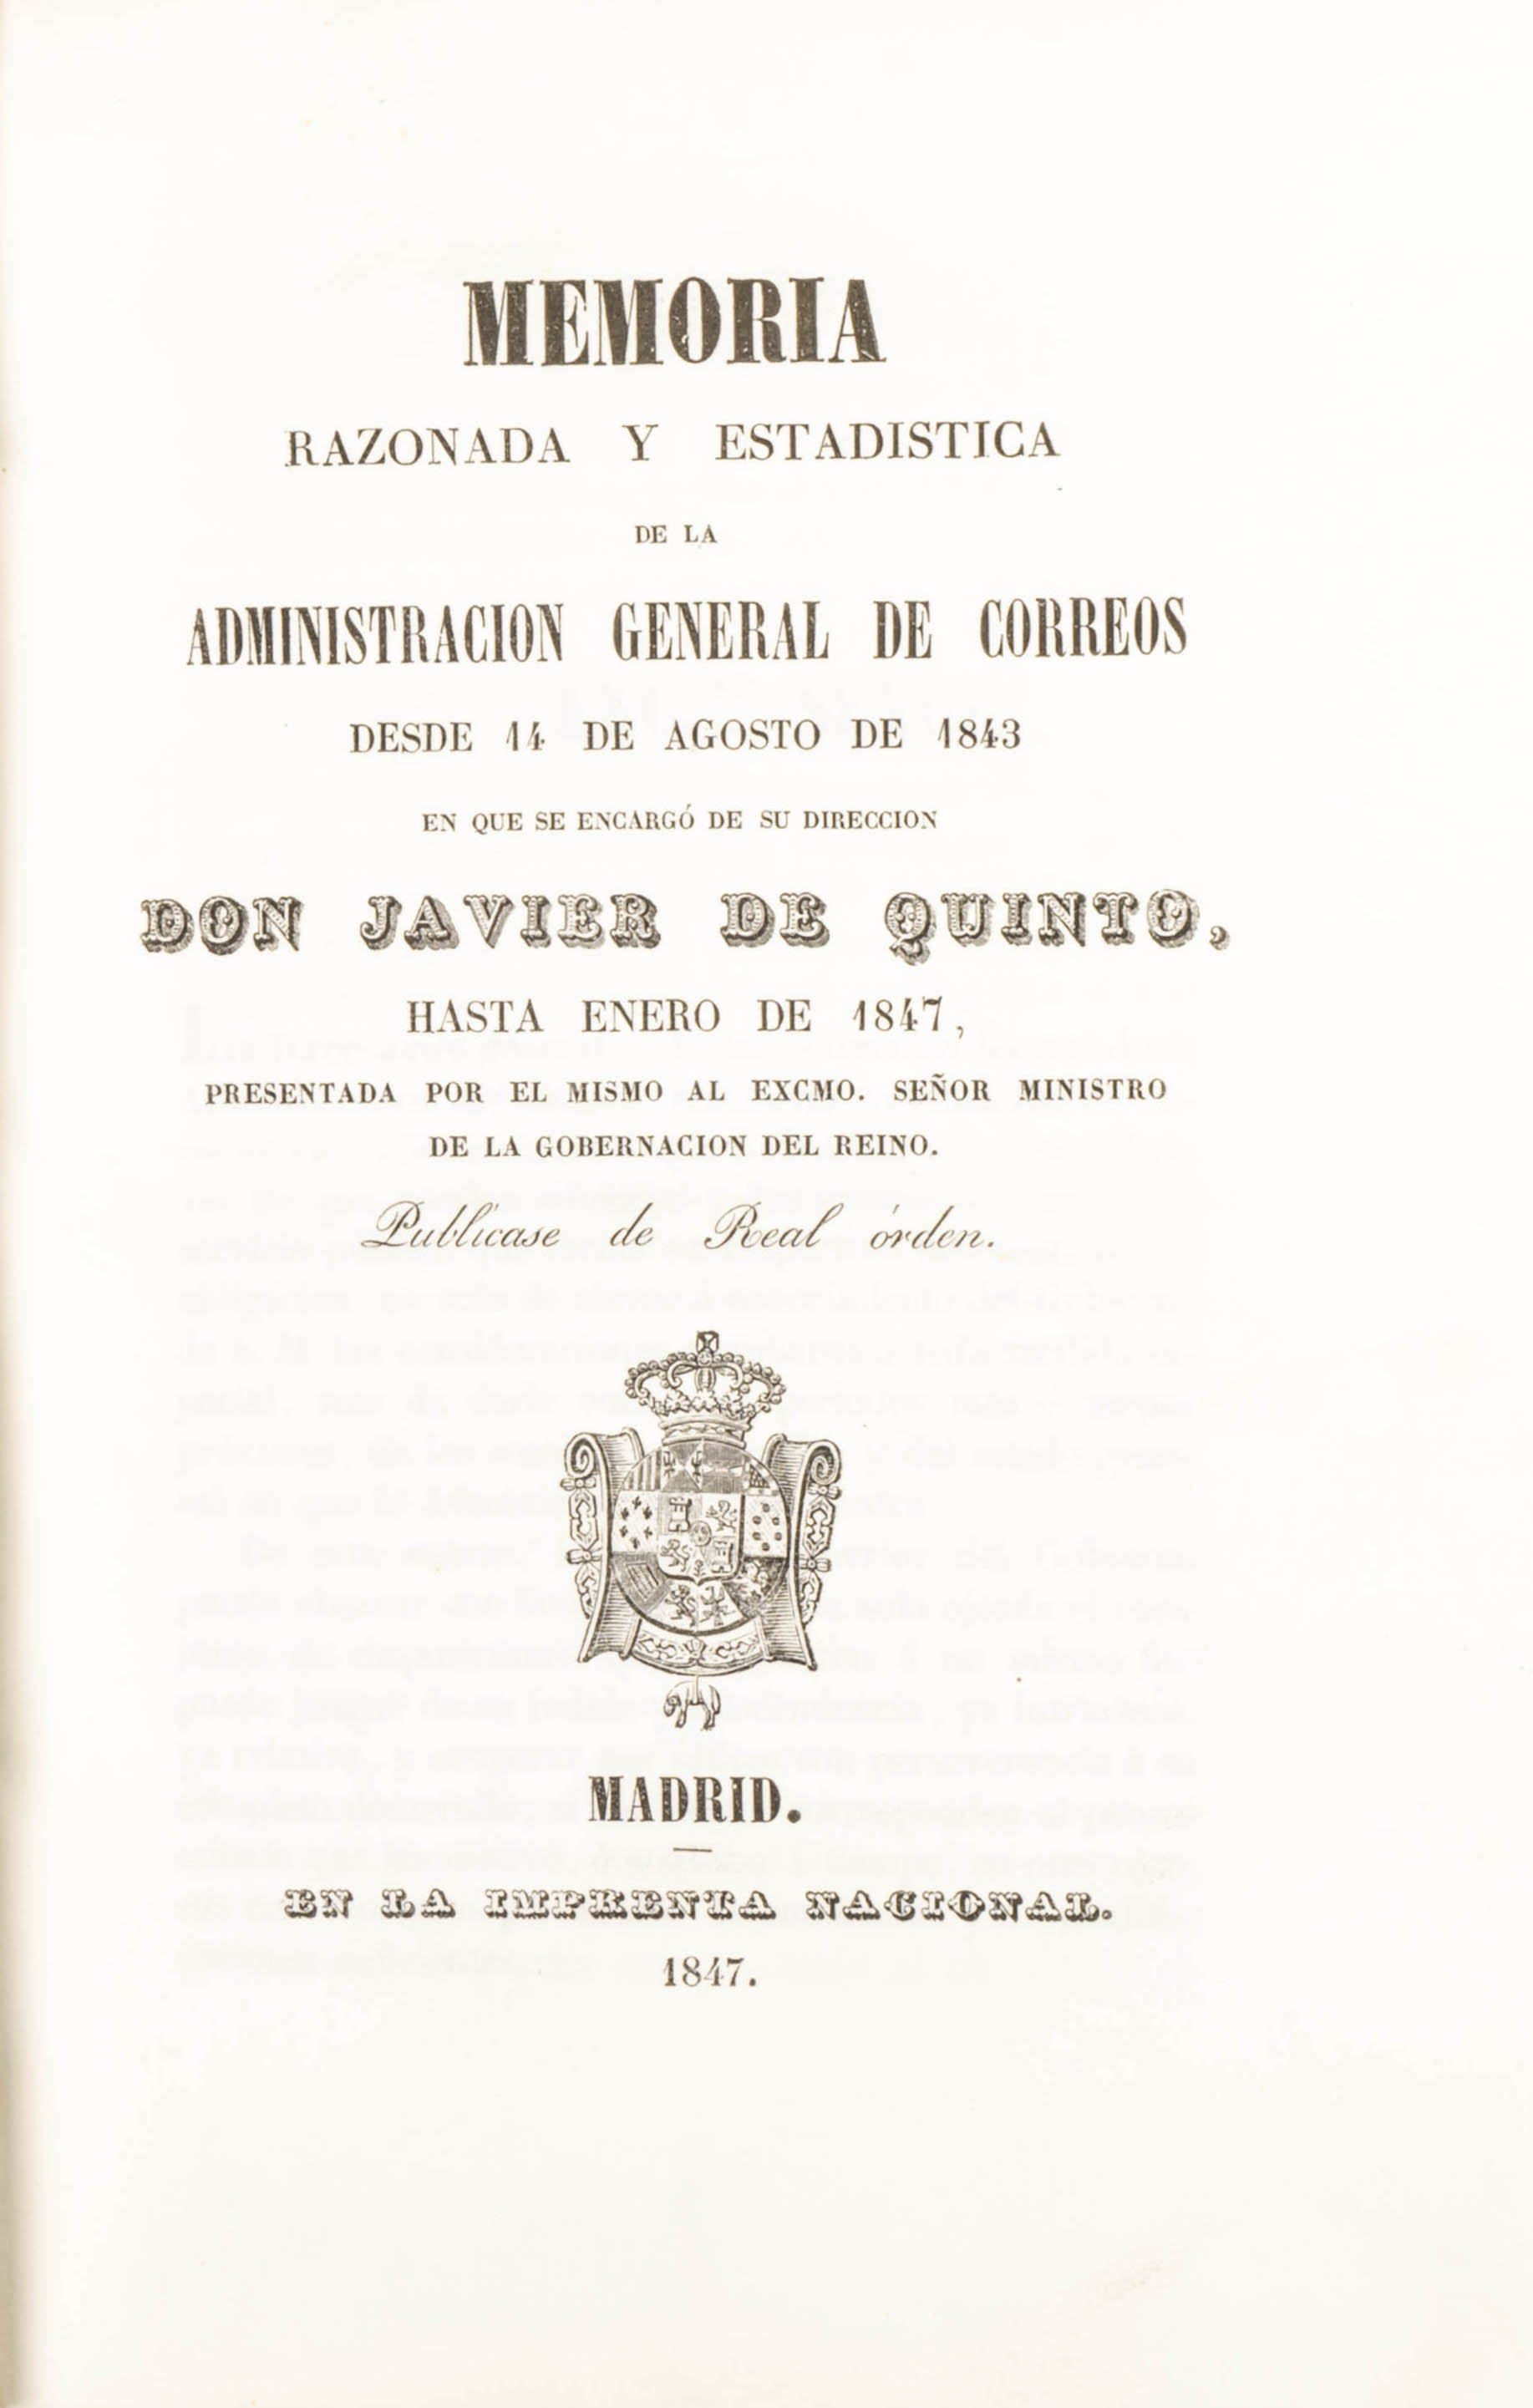 MEMORIA
RAZONADA Y ESTADISTICA
DE LA
ADMINISTRACION GENERAL DE CORREOS
DESDE 14 DE AGOSTO DE 1843
EN QUE SE ENCARGÓ DE SU DIRECCION
DON JAVIER DE QUINTO,
HASTA ENERO DE 1847,
PRESENTADA POR EL MISMO AL EXCMO. SEÑOR MINISTRO
DE LA GOBERNACION DEL REINO.
Publícase de Real órden.
MADRID.
EN LA IMPRENTA NACIONAL.
1847.